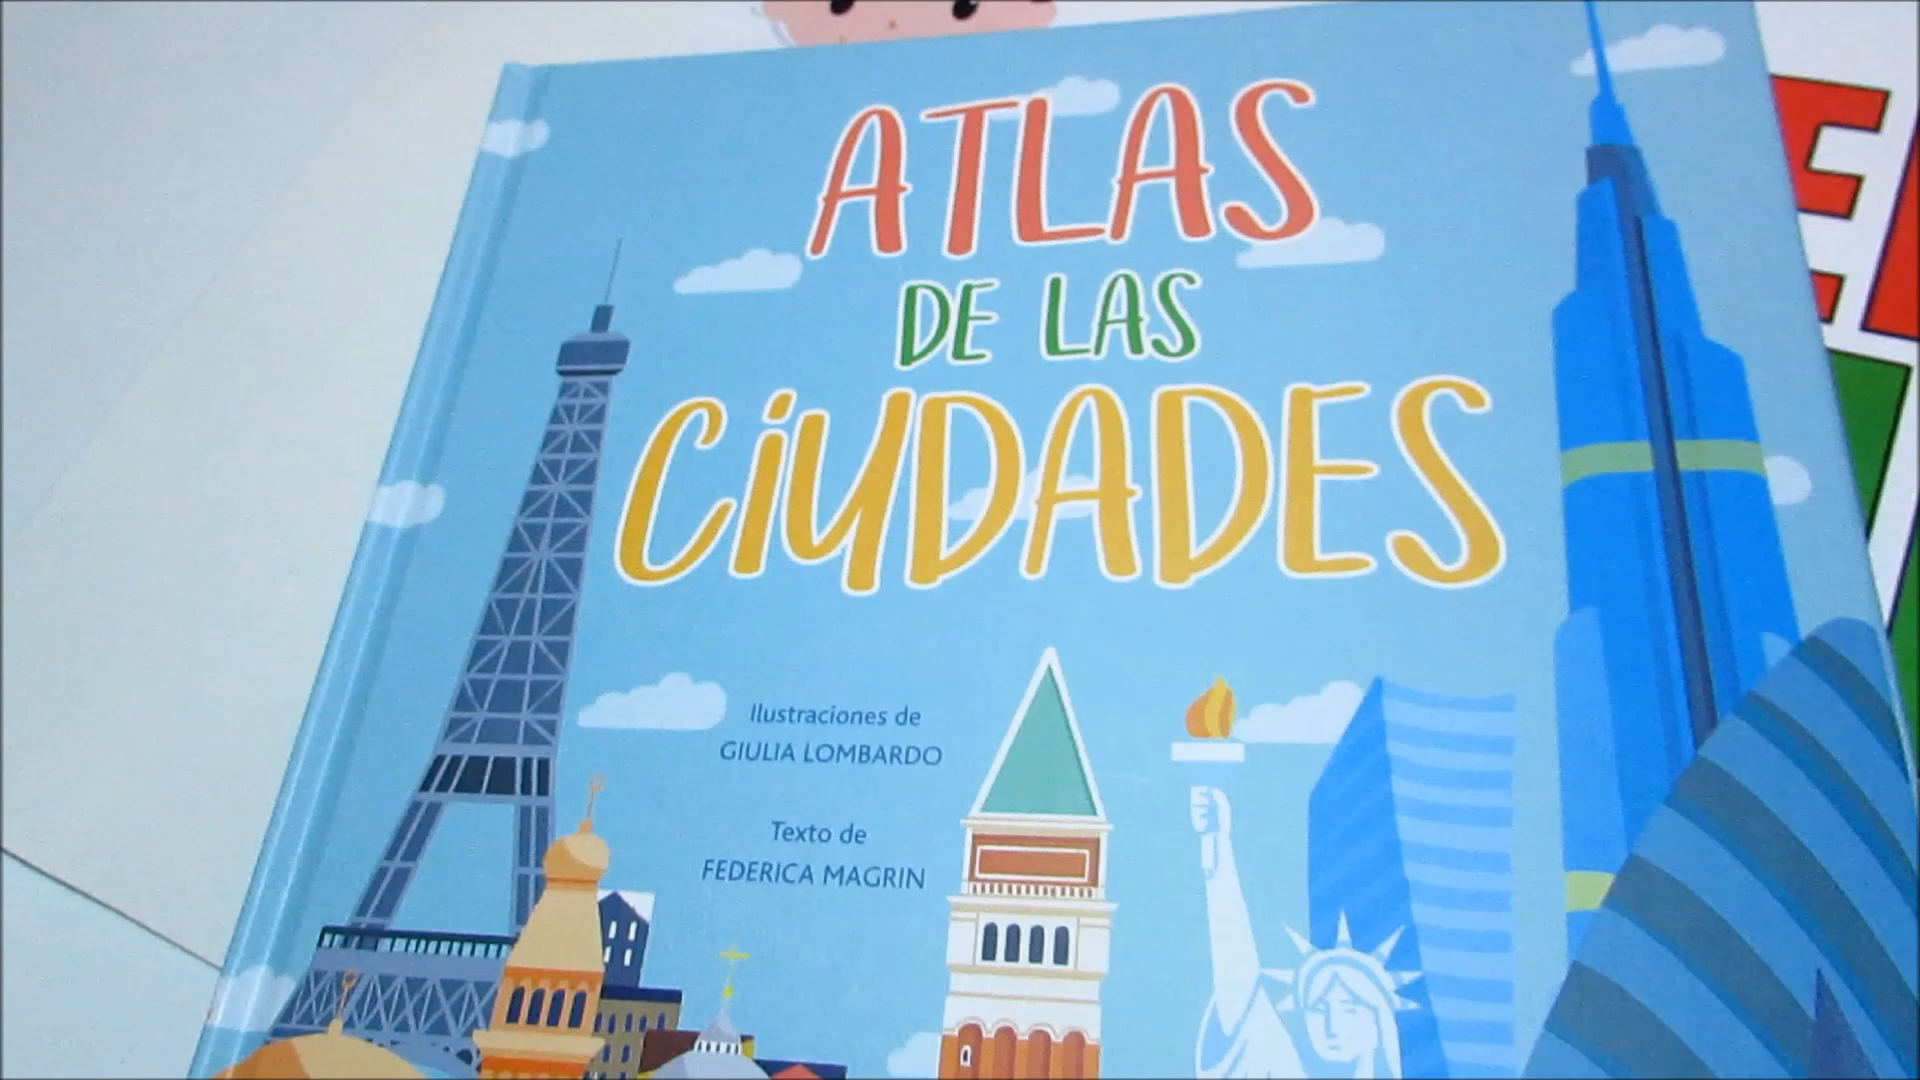 ATLAS
DE LAS
CiUDADES
Ilustraciones de
GIULIA LOMBARDO
Texto de
FEDERICA MAGRIN